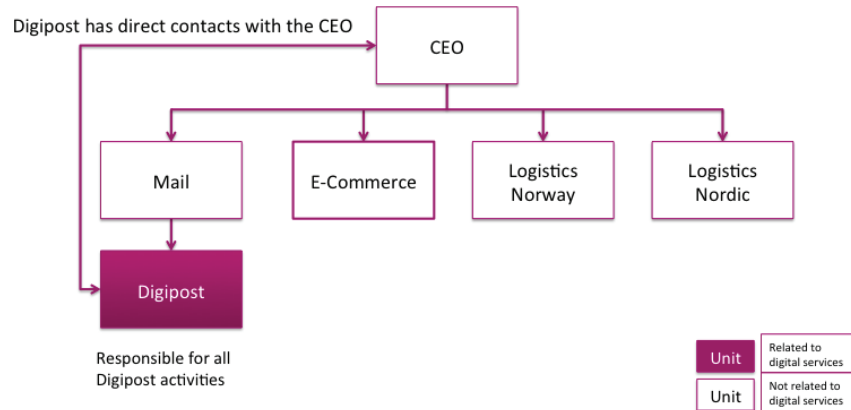 Digipost has direct contacts with the CEO
CEO
Mail
E-Commerce
Logistics
Norway
Logistics
Nordic
Digipost
Responsible for all
Digipost activities
Unit
Related to
digital services
Unit
Not related to
digital services